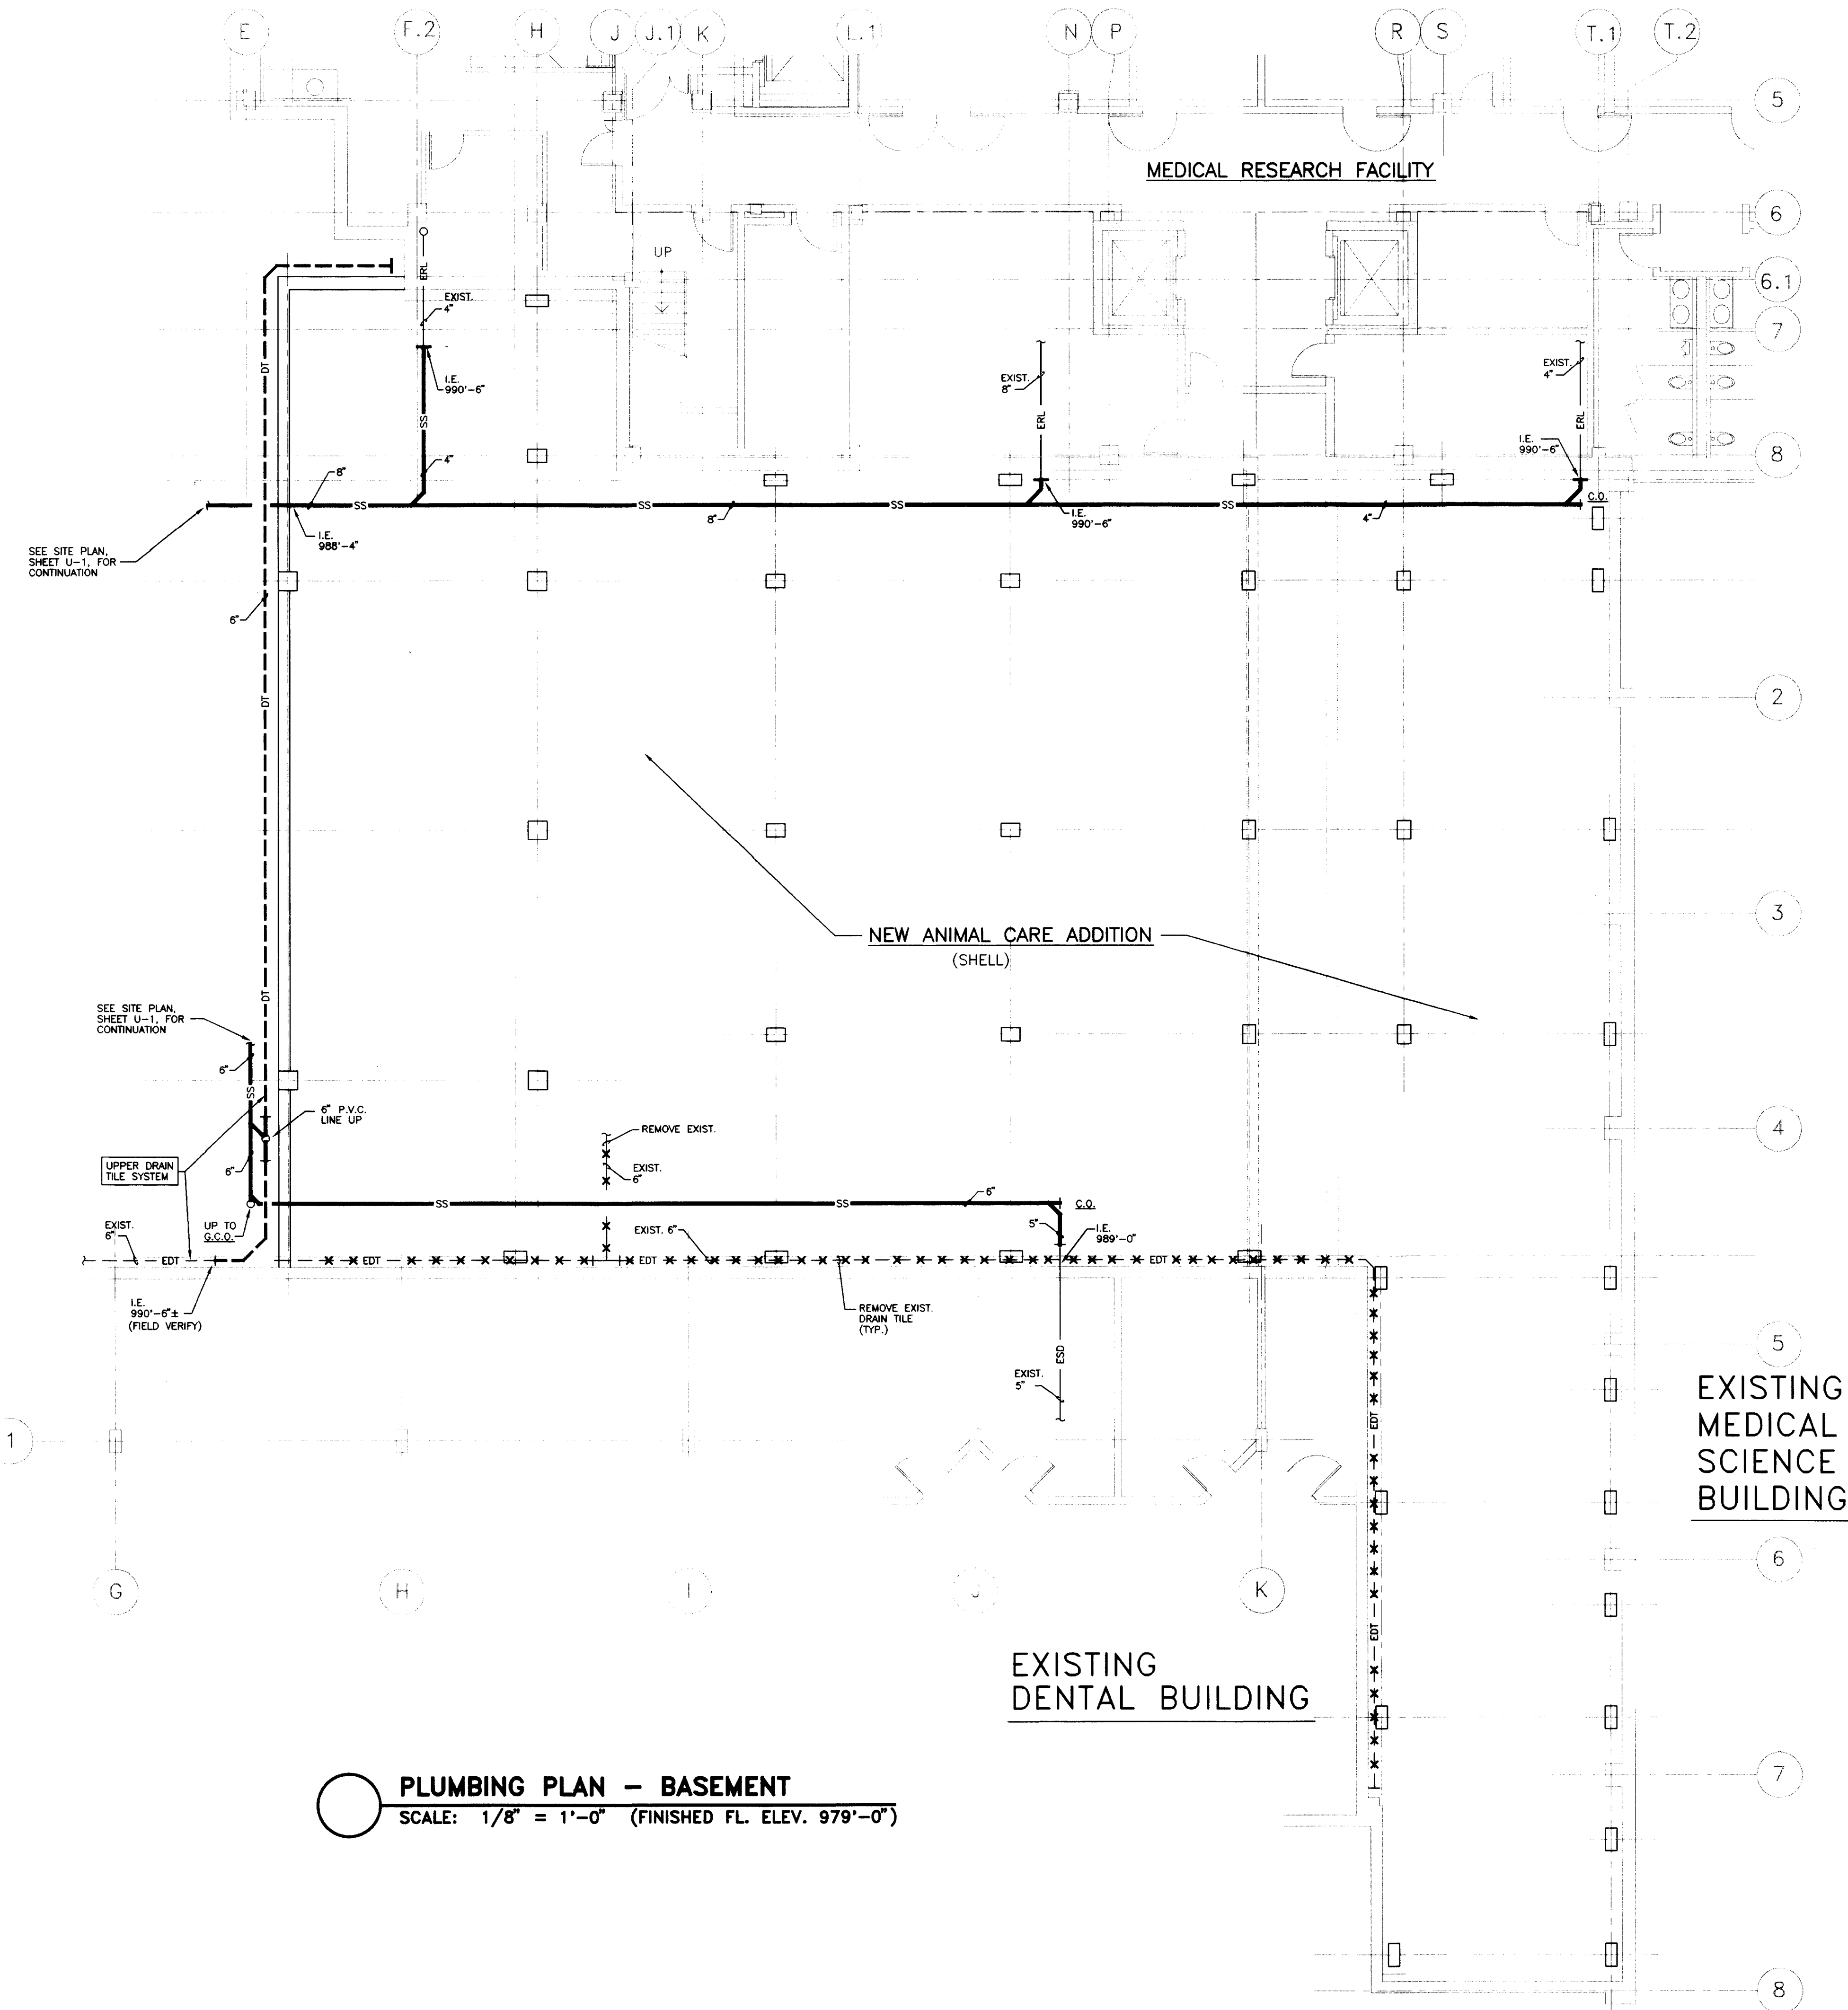 E
F.2
H
J
J.1
K
L.1
N
P
R
S
T.1
T.2
5
MEDICAL RESEARCH FACILITY
6
UP
ERL
6.1
EXIST.
4"
7
DT
I.E.
990'-6"
EXIST.
8"
EXIST.
4"
SS
ERL
ERL
I.E.
990'-6"
8
4"
8"
C.O.
SS
SS
SS
SS
8"
4"
I.E.
988'-4"
I.E.
990'-6"
SEE SITE PLAN,
SHEET U-1, FOR
CONTINUATION
6"
DT
2
3
NEW ANIMAL CARE ADDITION
(SHELL)
DT
SEE SITE PLAN,
SHEET U-1, FOR
CONTINUATION
6"
SS
6" P.V.C.
LINE UP
REMOVE EXIST.
4
UPPER DRAIN
TILE SYSTEM
6"
EXIST.
6"
6"
SS
SS
C.O.
EXIST.
6"
UP TO
G.C.O.
EXIST. 6"
5"
I.E.
989'-0"
EDT
EDT
EDT
EDT
I.E.
990'-6"±
(FIELD VERIFY)
REMOVE EXIST.
DRAIN TILE
(TYP.)
ESD
5
EXIST.
5"
EXISTING
MEDICAL
SCIENCE
BUILDING
EDT
1
6
G
H
I
J
K
EDT
EXISTING
DENTAL BUILDING
7
PLUMBING PLAN - BASEMENT
SCALE: 1/8" = 1'-0" (FINISHED FL. ELEV. 979'-0")
8